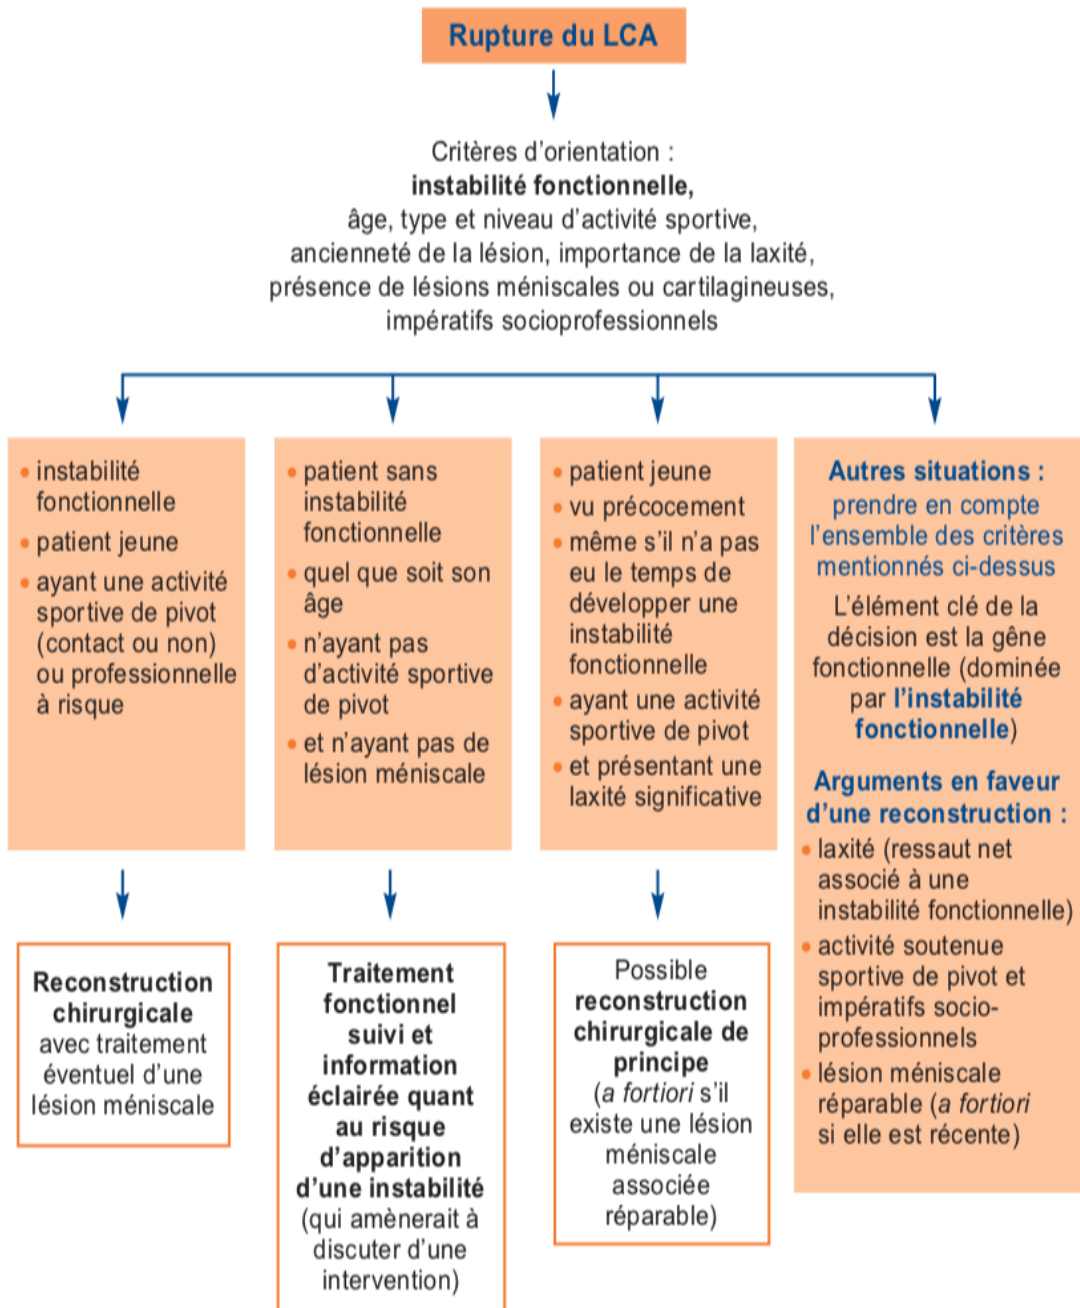 Rupture du LCA
Critères d'orientation :
instabilité fonctionnelle,
âge, type et niveau d'activité sportive,
ancienneté de la lésion, importance de la laxité,
présence de lésions méniscales ou cartilagineuses,
impératifs socioprofessionnels
• instabilité
fonctionnelle
• patient jeune
• ayant une activité
sportive de pivot
(contact ou non)
ou professionnelle
à risque
• patient sans
instabilité
fonctionnelle
• quel que soit son
âge
• n'ayant pas
d'activité sportive
de pivot
• et n'ayant pas de
lésion méniscale
• patient jeune
• vu précocement
• même s'il n'a pas
eu le temps de
développer une
instabilité
fonctionnelle
• ayant une activité
sportive de pivot
• et présentant une
laxité significative
Autres situations :
prendre en compte
l'ensemble des critères
mentionnés ci-dessus
L'élément clé de la
décision est la gêne
fonctionnelle (dominée
par l'instabilité
fonctionnelle)
Arguments en faveur
d'une reconstruction :
• laxité (ressaut net
associé à une
instabilité fonctionnelle)
• activité soutenue
sportive de pivot et
impératifs socio-
professionnels
• lésion méniscale
réparable (a fortiori
si elle est récente)
Reconstruction
chirurgicale
avec traitement
éventuel d'une
lésion méniscale
Traitement
fonctionnel
suivi et
information
éclairée quant
au risque
d'apparition
d'une instabilité
(qui amènerait à
discuter d'une
intervention)
Possible
reconstruction
chirurgicale de
principe
(a fortiori s'il
existe une lésion
méniscale
associée
réparable)